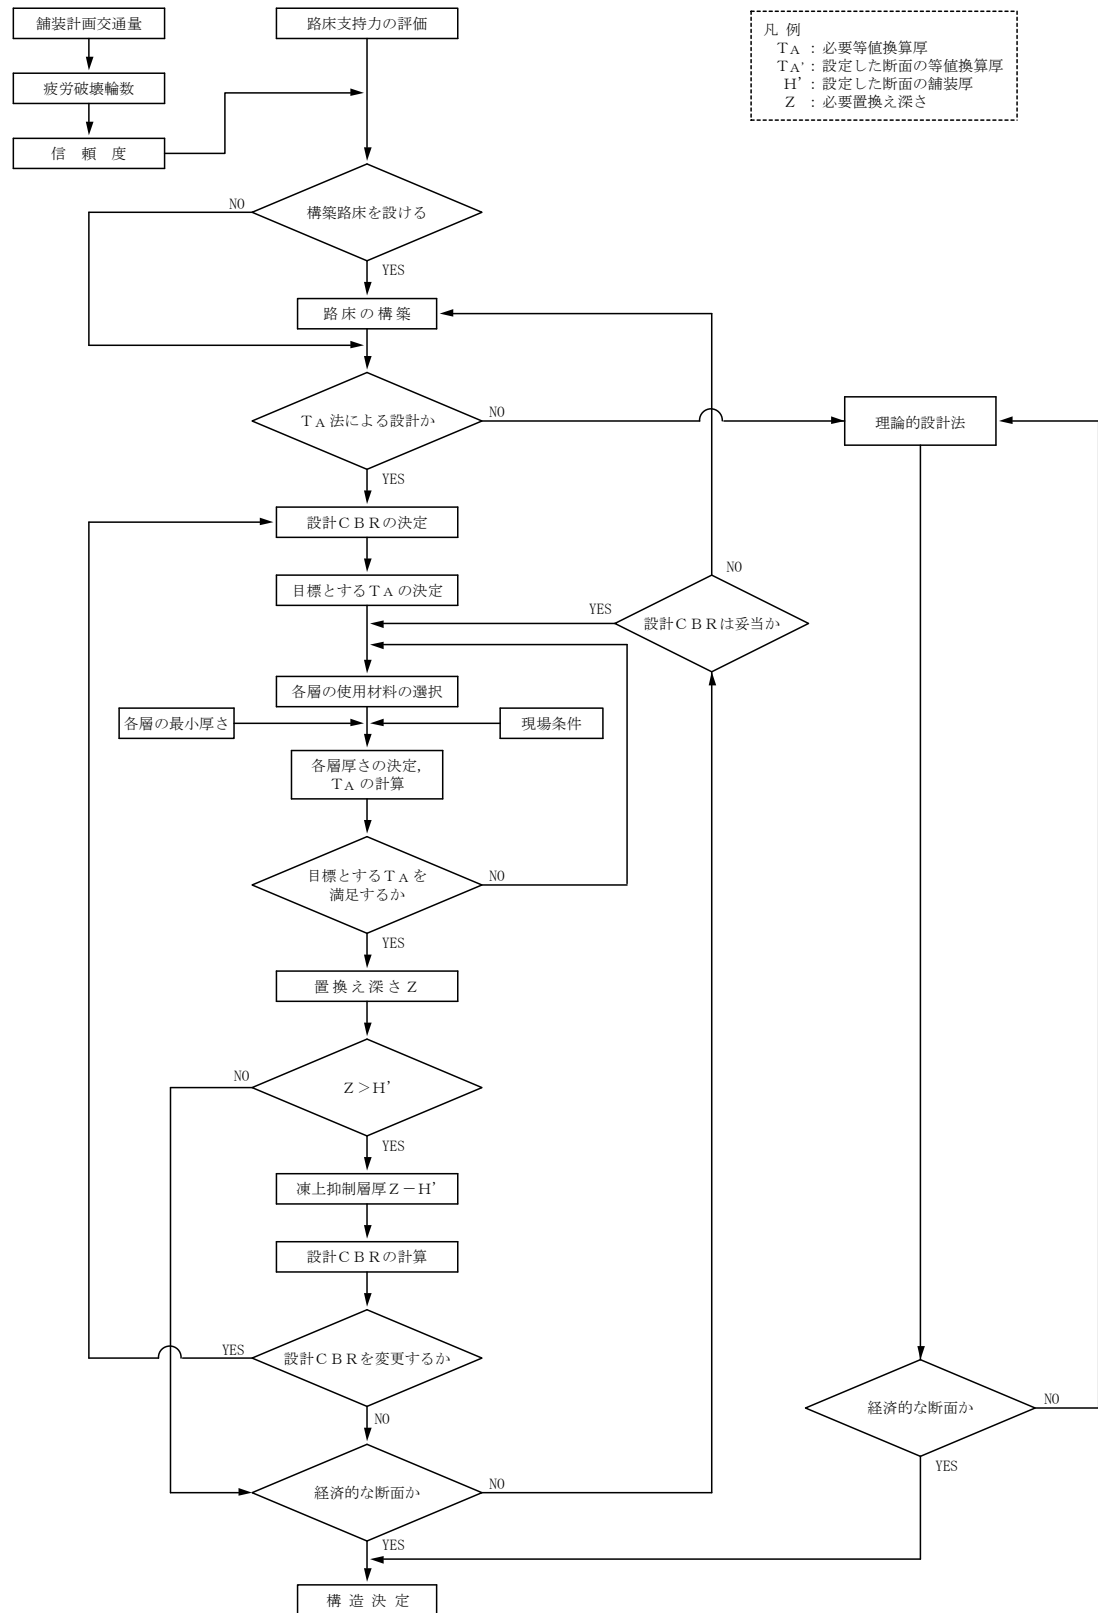 舗装計画交通量
路床支持力の評価
凡 例
TA : 必要等値換算厚
TA' : 設定した断面の等値換算厚
H' : 設定した断面の舗装厚
Z : 必要置換え深さ
疲労破壊輪数
信 頼 度
構築路床を設ける
NO
YES
路床の構築
TA法による設計か
NO
YES
理論的設計法
設計CBRの決定
目標とするTAの決定
NO
YES
設計CBRは妥当か
各層の使用材料の選択
各層の最小厚さ
現場条件
各層厚さの決定,
TAの計算
目標とするTAを
満足するか
NO
YES
置換え深さZ
NO
Z>H'
YES
凍上抑制層厚Z-H'
設計CBRの計算
YES
設計CBRを変更するか
NO
経済的な断面か
NO
YES
経済的な断面か
NO
YES
構 造 決 定